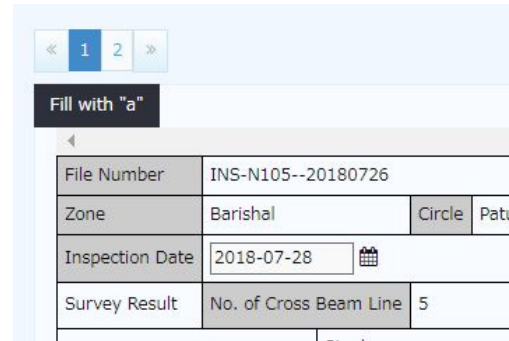 « 1 2 »
Fill with "a"
File Number INS-N105--20180726
Zone Barishal Circle
Inspection Date 2018-07-28
Survey Result No. of Cross Beam Line 5